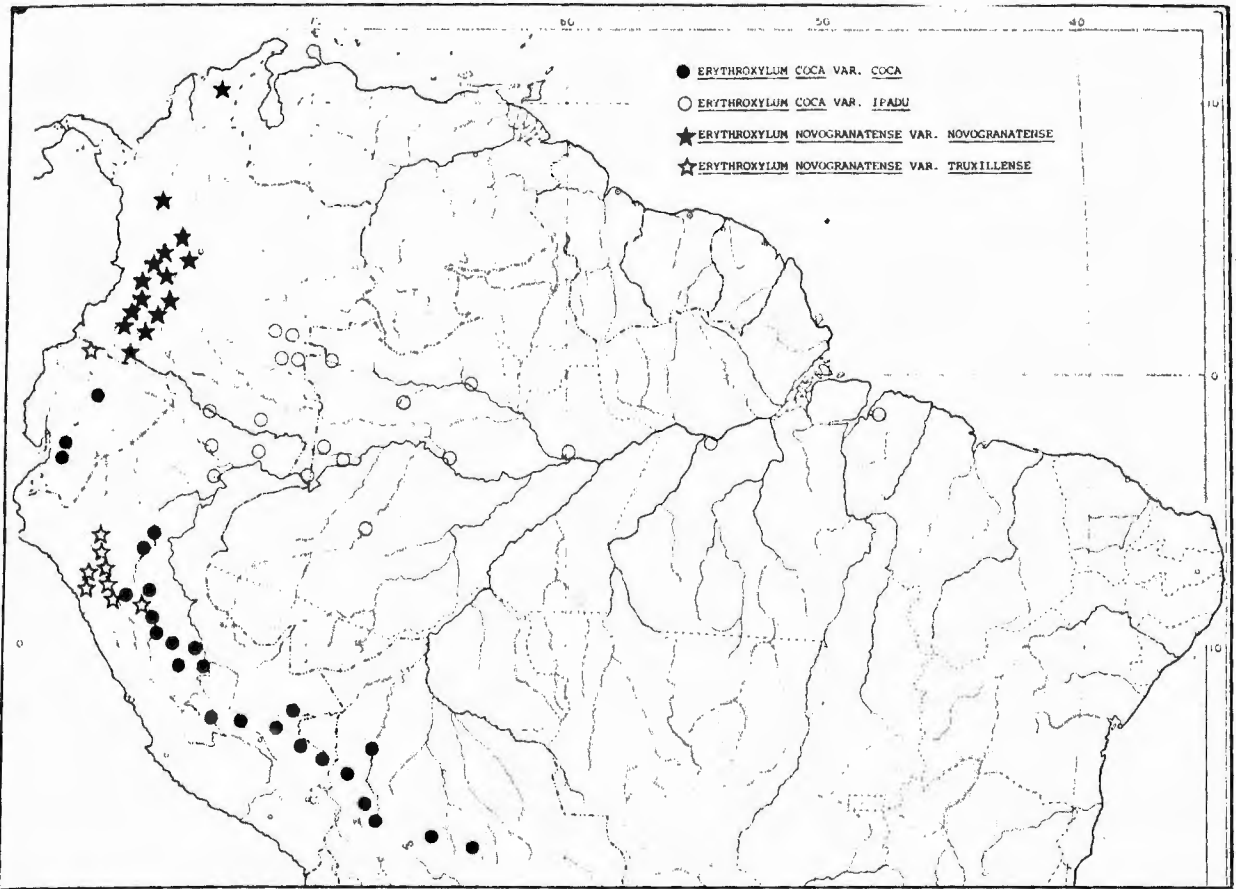 70 60 50 40
● ERYTHROXYLUM COCA VAR. COCA
○ ERYTHROXYLUM COCA VAR. IPADU
★ ERYTHROXYLUM NOVOGRANATENSE VAR. NOVOGRANATENSE
☆ ERYTHROXYLUM NOVOGRANATENSE VAR. TRUXILLENSE
10
0
0
10